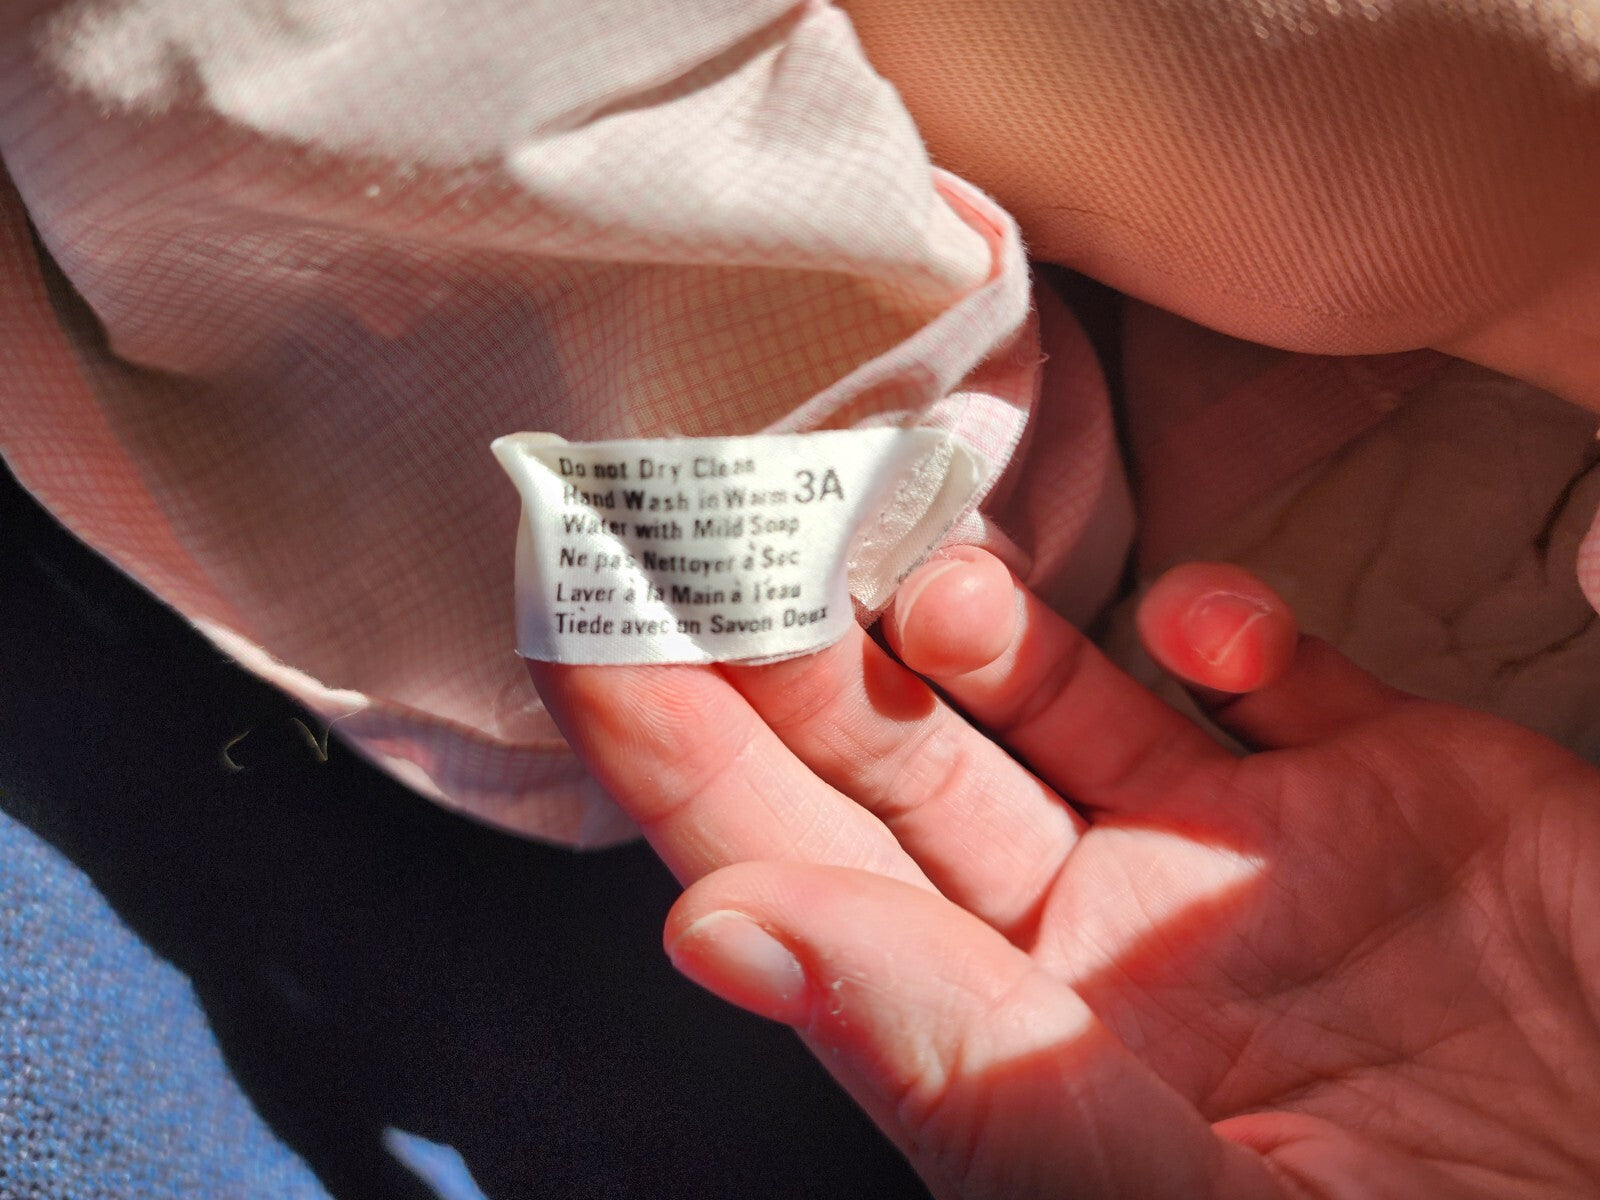 Do not Dry Clean
Hand Wash in Warm 3A
Water with Mild Soap
Ne pas Nettoyer à Sec
Laver à la Main à l'eau
Tiède avec un Savon Doux